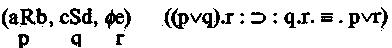 (aRb, cSd, ϕe) ((p∨q).r : ⊃ : q.r. ≡ . p∨r)
p q r